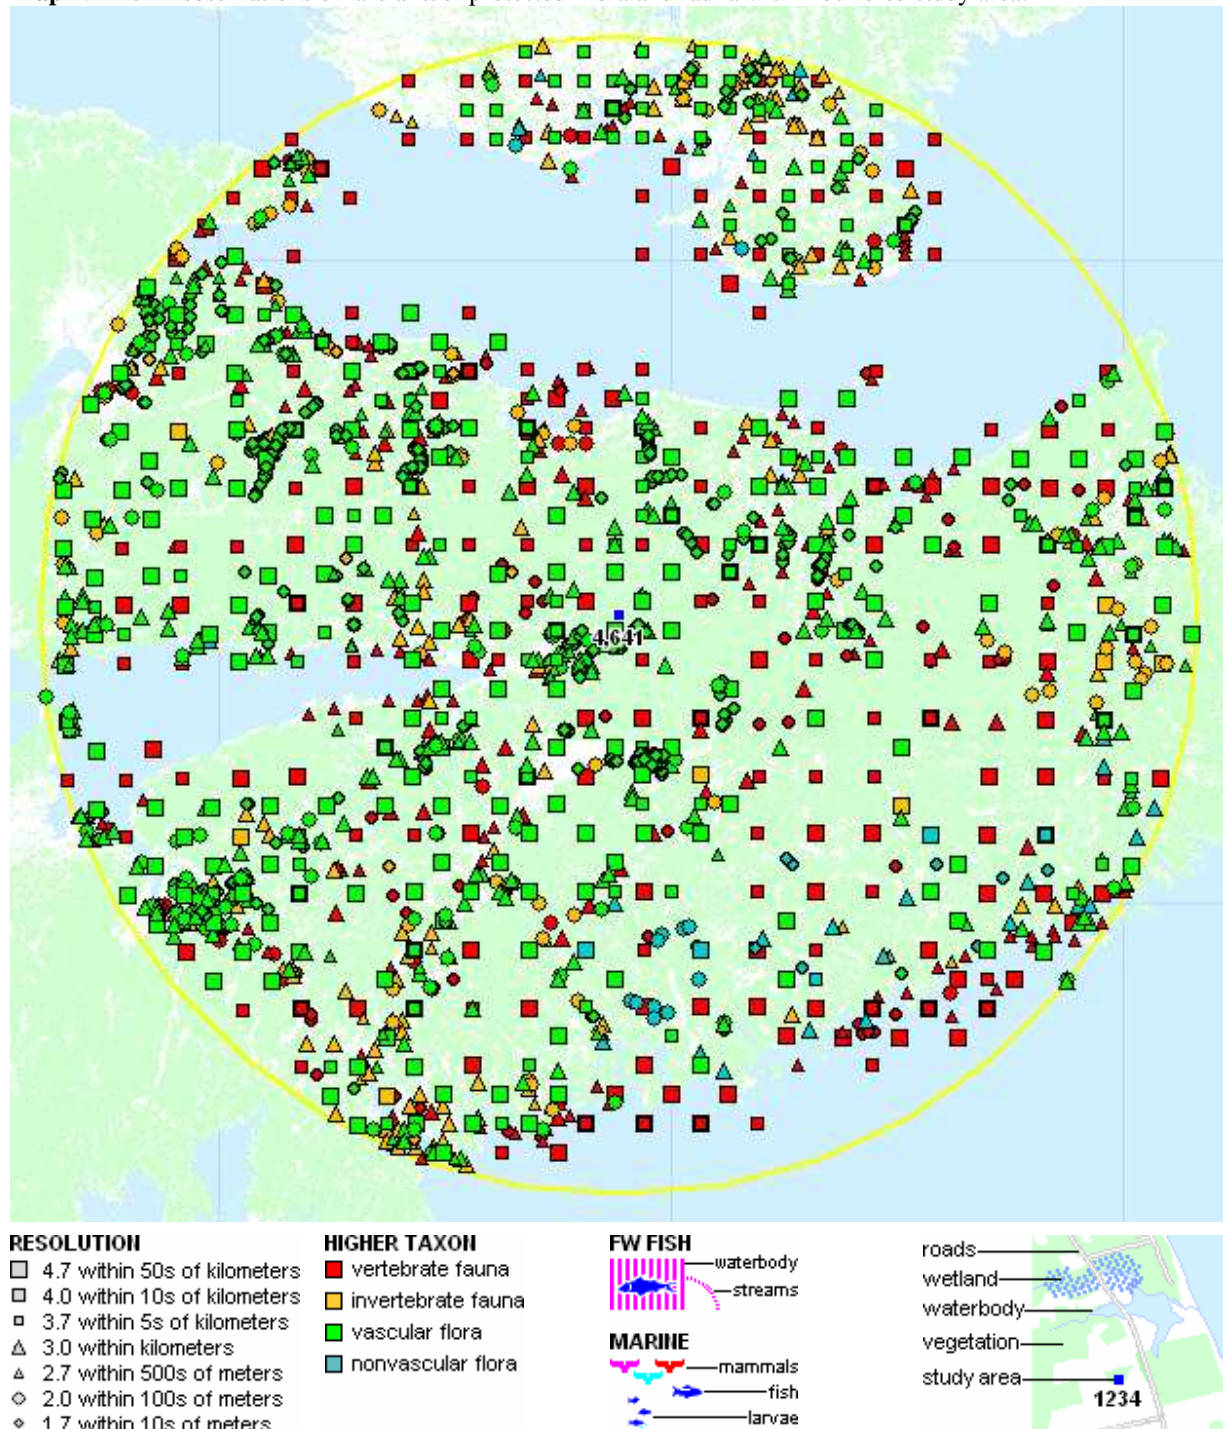 4.641
RESOLUTION
4.7 within 50s of kilometers
4.0 within 10s of kilometers
3.7 within 5s of kilometers
3.0 within kilometers
2.7 within 500s of meters
2.0 within 100s of meters
1.7 within 10s of meters
HIGHER TAXON
vertebrate fauna
invertebrate fauna
vascular flora
nonvascular flora
FW FISH
waterbody
streams
MARINE
mammals
fish
larvae
roads
wetland
waterbody
vegetation
study area
1234